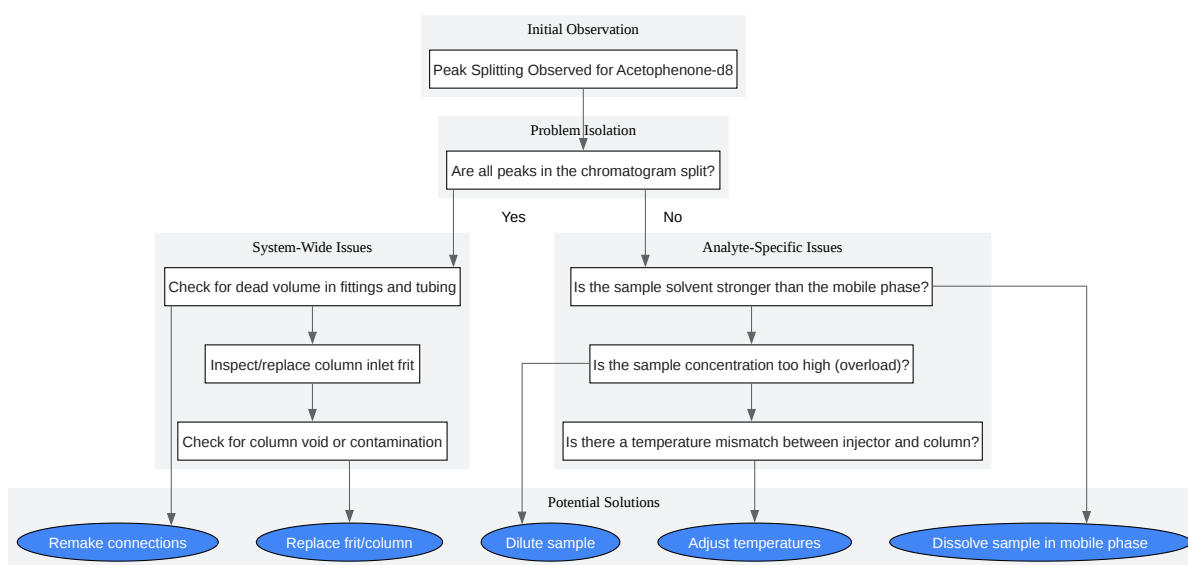 Initial Observation
Peak Splitting Observed for Acetophenone-d8
Problem Isolation
Are all peaks in the chromatogram split?
Yes
No
System-Wide Issues
Analyte-Specific Issues
Check for dead volume in fittings and tubing
Is the sample solvent stronger than the mobile phase?
Inspect/replace column inlet frit
Is the sample concentration too high (overload)?
Check for column void or contamination
Is there a temperature mismatch between injector and column?
Potential Solutions
Remake connections
Replace frit/column
Dilute sample
Adjust temperatures
Dissolve sample in mobile phase